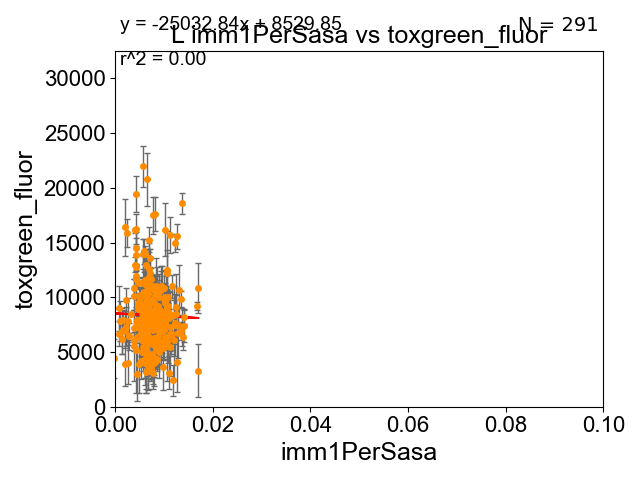 y = -25032.84x + 8529.85
N = 291
L imm1PerSasa vs toxgreen_fluor
r^2 = 0.00
30000
25000
20000
15000
10000
5000
0
toxgreen_fluor
0.00 0.02 0.04 0.06 0.08 0.10
imm1PerSasa